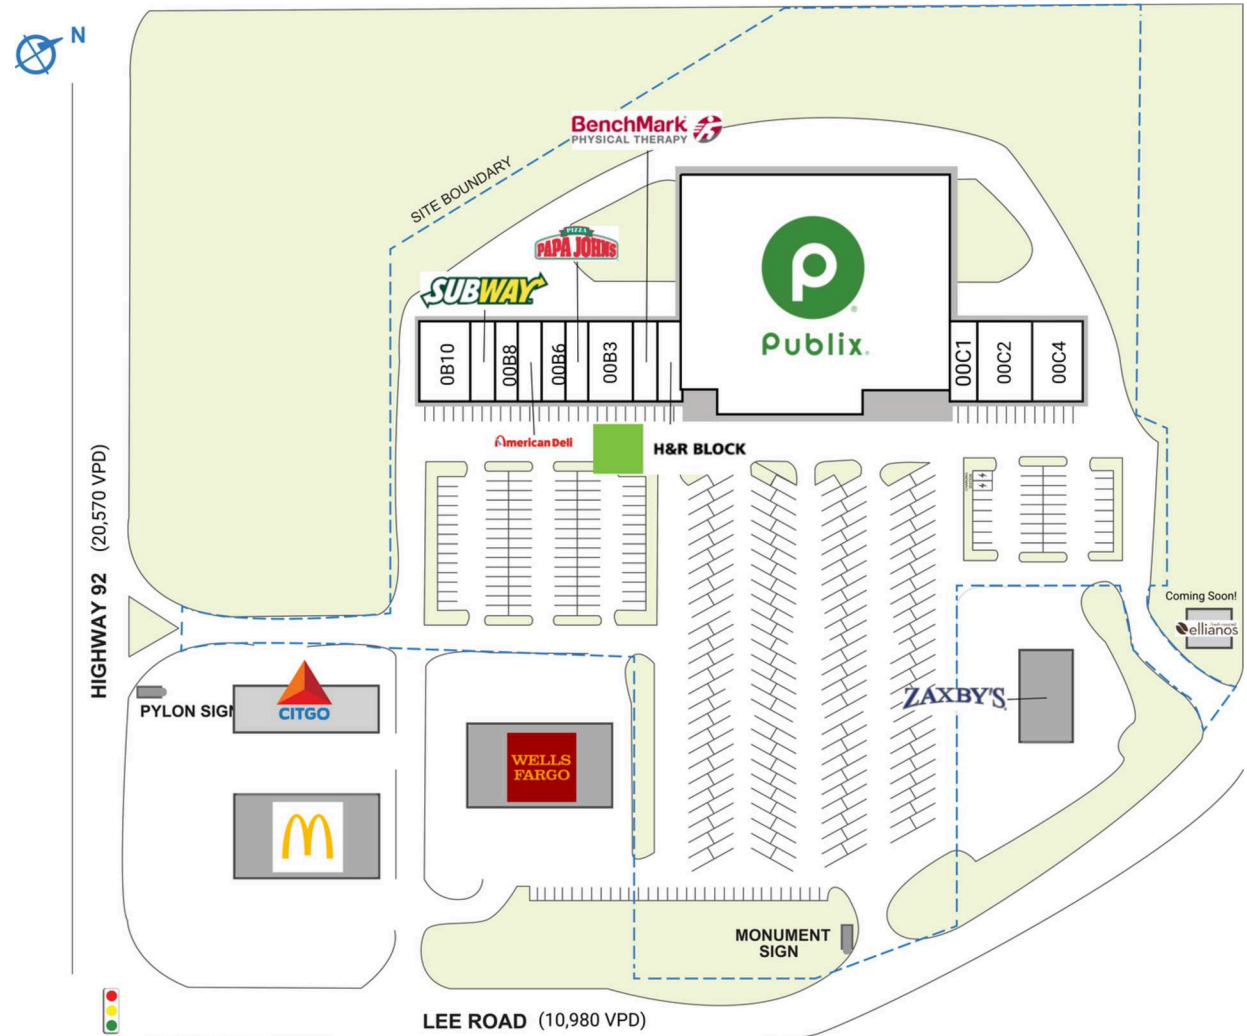 N
BenchMark
PHYSICAL THERAPY
SITE BOUNDARY
PIZZA
PAPA JOHNS
SUBWAY
Publix
0B10
00B8
00B6
00B3
00C1
00C2
00C4
American Deli
H&R BLOCK
HIGHWAY 92 (20,570 VPD)
Coming Soon!
ellianos
ZAXBY'S
PYLON SIGN
CITGO
WELLS
FARGO
MONUMENT
SIGN
LEE ROAD (10,980 VPD)